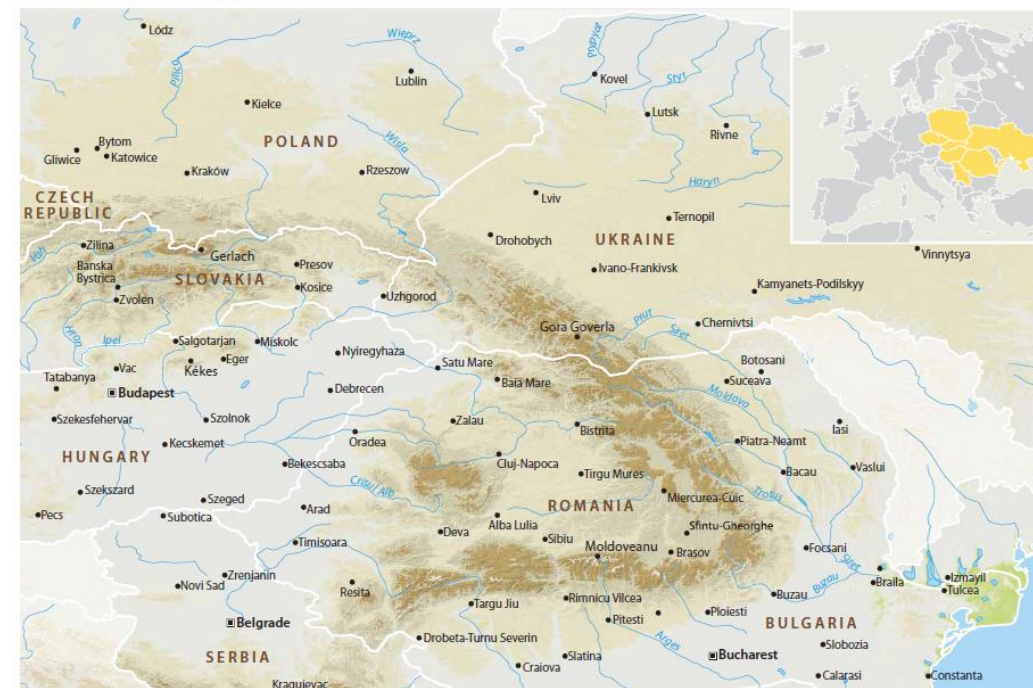 Lódz
Wieprz
Pilica
Lublin
Prypyat
Kovel
Styr
Kielce
Lutsk
Rivne
POLAND
Wisla
Bytom
Gliwice
Katowice
Kraków
Rzeszow
Haryn
CZECH
REPUBLIC
Lviv
Ternopil
Drohobych
UKRAINE
Zilina
Vah
Gerlach
Vinnytsya
Banska
Bystrica
SLOVAKIA
Presov
Ivano-Frankivsk
Kosice
Kamyanets-Podilskyy
Zvolen
Uzhgorod
Hron
Ipel
Prut
Siret
Chernivtsi
Gora Goverla
Salgotarjan
Miskolc
Nyiregyhaza
Eger
Kékes
Vac
Satu Mare
Botosani
Tatabanya
Baia Mare
Suceava
Budapest
Debrecen
Moldova
Szekesfehervar
Szolnok
Zalau
Bistrita
Iasi
Kecskemet
Oradea
Piatra-Neamt
HUNGARY
Bekescsaba
Cluj-Napoca
Tirgu Mures
Bacau
Vaslui
Szekszard
Crisul Alb
Miercurea-Cuic
Trotus
Szeged
Arad
ROMANIA
Pecs
Subotica
Alba Lulia
Sfintu-Gheorghe
Deva
Sibiu
Timisoara
Moldoveanu
Brasov
Focsani
Siret
Zrenjanin
Novi Sad
Resita
Buzau
Braila
Izmayil
Tulcea
Targu Jiu
Rimnicu Vilcea
Buzau
Pitesti
Ploiesti
BULGARIA
Belgrade
Drobeta-Turnu Severin
Arges
Slobozia
SERBIA
Slatina
Bucharest
Craiova
Calarasi
Constanta
Kragujevac